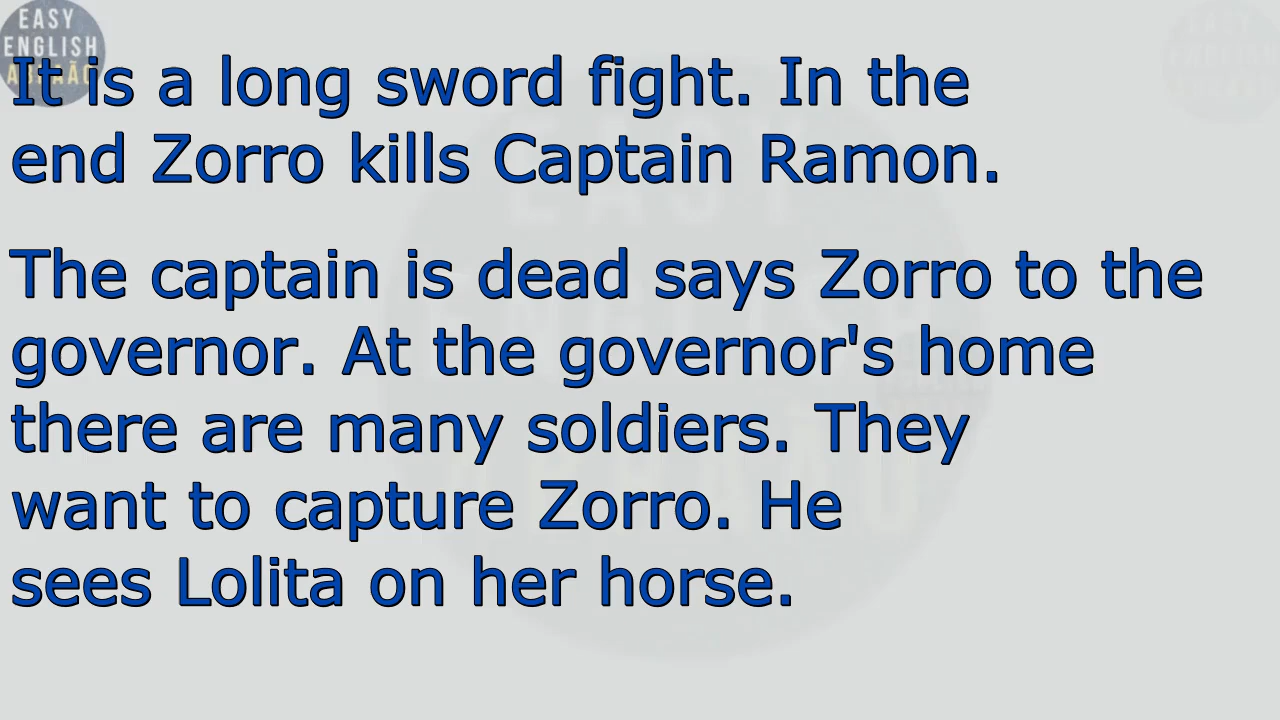 EASY
ENGLISH
ABRAÃO
It is a long sword fight. In the
end Zorro kills Captain Ramon.
The captain is dead says Zorro to the
governor. At the governor's home
there are many soldiers. They
want to capture Zorro. He
sees Lolita on her horse.